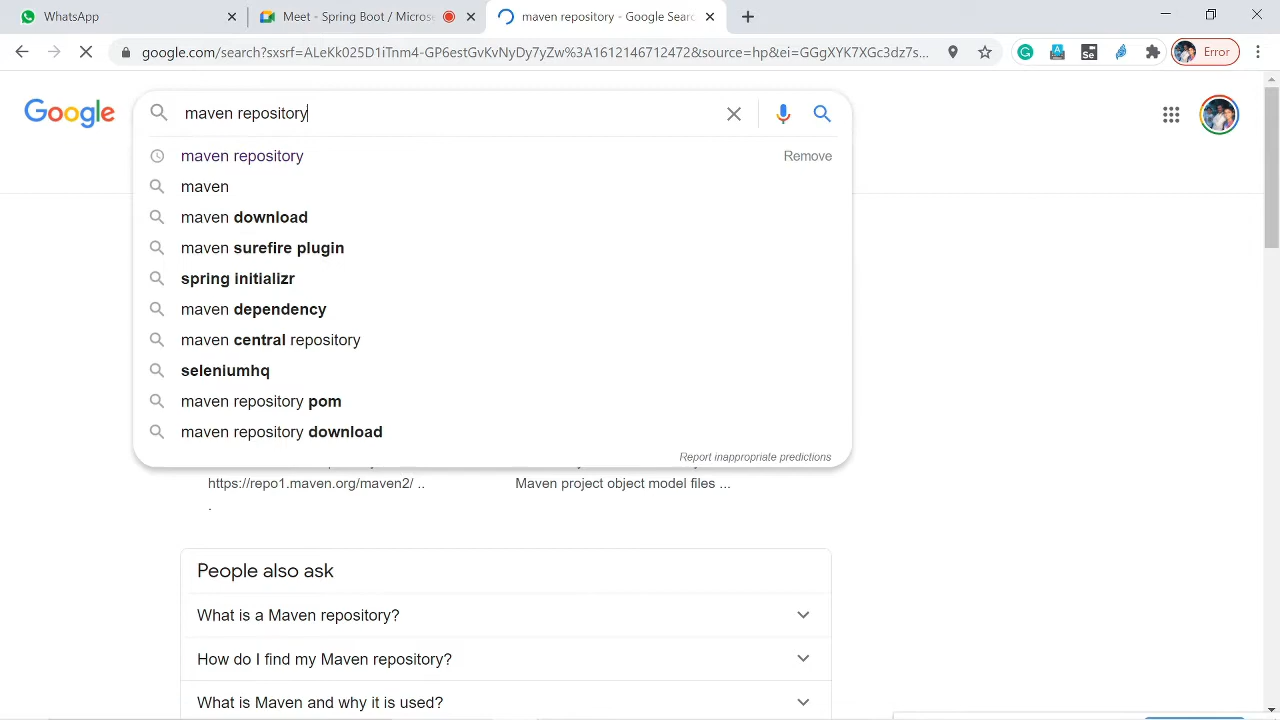 WhatsApp
Meet - Spring Boot / Microse
maven repository - Google Searc
google.com/search?sxsrf=ALeKk025D1iTnm4-GP6estGxKyNyDy7yZw%3A1612146712472&source=hp&ei=GGgXYK7XGc3dz7s...
Se
Error
Google
maven repository
maven repository
Remove
maven
maven download
maven surefire plugin
spring initializr
maven dependency
maven central repository
seleniumhq
maven repository pom
maven repository download
Report inappropriate predictions
https://repo1.maven.org/maven2/ ..
.
Maven project object model files ...
People also ask
What is a Maven repository?
How do I find my Maven repository?
What is Maven and why it is used?